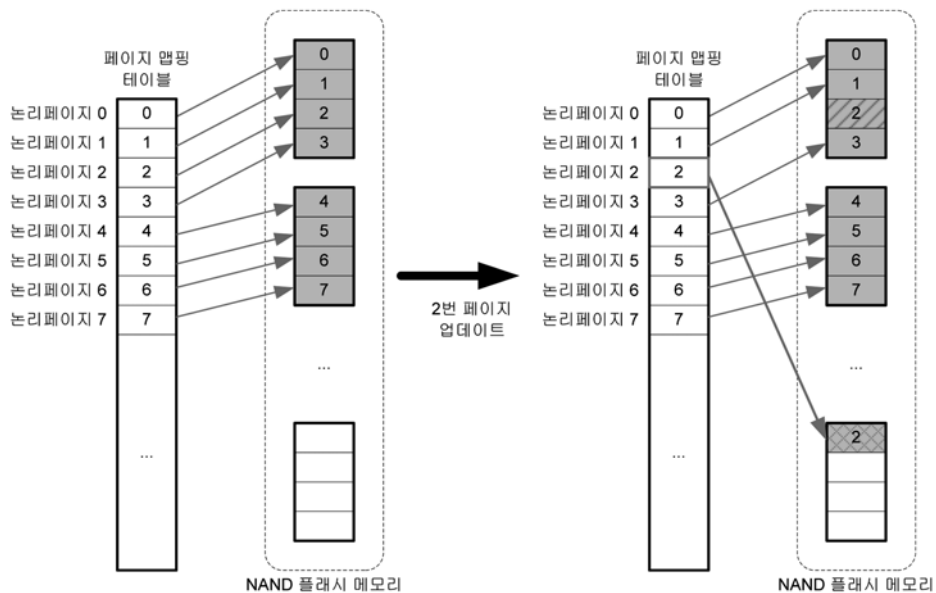 페이지 맵핑
테이블
논리페이지 0 0
논리페이지 1 1
논리페이지 2 2
논리페이지 3 3
논리페이지 4 4
논리페이지 5 5
논리페이지 6 6
논리페이지 7 7
...
0
1
2
3
4
5
6
7
...
NAND 플래시 메모리
2번 페이지
업데이트
페이지 맵핑
테이블
논리페이지 0 0
논리페이지 1 1
논리페이지 2 2
논리페이지 3 3
논리페이지 4 4
논리페이지 5 5
논리페이지 6 6
논리페이지 7 7
...
0
1
2
3
4
5
6
7
...
2
NAND 플래시 메모리